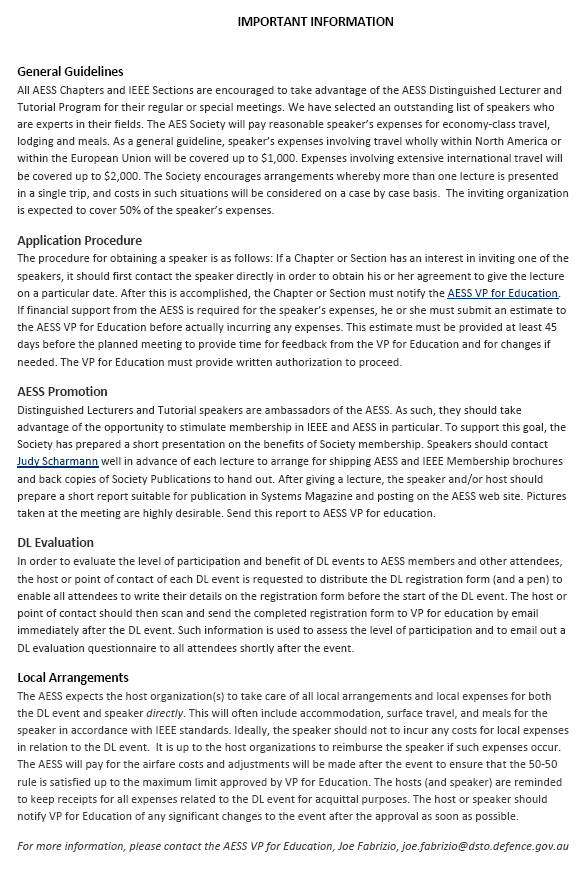 IMPORTANT INFORMATION
General Guidelines
All AESS Chapters and IEEE Sections are encouraged to take advantage of the AESS Distinguished Lecturer and
Tutorial Program for their regular or special meetings. We have selected an outstanding list of speakers who
are experts in their fields. The AES Society will pay reasonable speaker's expenses for economy-class travel,
lodging and meals. As a general guideline, speaker's expenses involving travel wholly within North America or
within the European Union will be covered up to $1,000. Expenses involving extensive international travel will
be covered up to $2,000. The Society encourages arrangements whereby more than one lecture is presented
in a single trip, and costs in such situations will be considered on a case by case basis.  The inviting organization
is expected to cover 50% of the speaker's expenses.
Application Procedure
The procedure for obtaining a speaker is as follows: If a Chapter or Section has an interest in inviting one of the
speakers, it should first contact the speaker directly in order to obtain his or her agreement to give the lecture
on a particular date. After this is accomplished, the Chapter or Section must notify the AESS VP for Education.
If financial support from the AESS is required for the speaker's expenses, he or she must submit an estimate to
the AESS VP for Education before actually incurring any expenses. This estimate must be provided at least 45
days before the planned meeting to provide time for feedback from the VP for Education and for changes if
needed. The VP for Education must provide written authorization to proceed.
AESS Promotion
Distinguished Lecturers and Tutorial speakers are ambassadors of the AESS. As such, they should take
advantage of the opportunity to stimulate membership in IEEE and AESS in particular. To support this goal, the
Society has prepared a short presentation on the benefits of Society membership. Speakers should contact
Judy Scharmann well in advance of each lecture to arrange for shipping AESS and IEEE Membership brochures
and back copies of Society Publications to hand out. After giving a lecture, the speaker and/or host should
prepare a short report suitable for publication in Systems Magazine and posting on the AESS web site. Pictures
taken at the meeting are highly desirable. Send this report to AESS VP for education.
DL Evaluation
In order to evaluate the level of participation and benefit of DL events to AESS members and other attendees,
the host or point of contact of each DL event is requested to distribute the DL registration form (and a pen) to
enable all attendees to write their details on the registration form before the start of the DL event. The host or
point of contact should then scan and send the completed registration form to VP for education by email
immediately after the DL event. Such information is used to assess the level of participation and to email out a
DL evaluation questionnaire to all attendees shortly after the event.
Local Arrangements
The AESS expects the host organization(s) to take care of all local arrangements and local expenses for both
the DL event and speaker directly. This will often include accommodation, surface travel, and meals for the
speaker in accordance with IEEE standards. Ideally, the speaker should not to incur any costs for local expenses
in relation to the DL event.  It is up to the host organizations to reimburse the speaker if such expenses occur.
The AESS will pay for the airfare costs and adjustments will be made after the event to ensure that the 50-50
rule is satisfied up to the maximum limit approved by VP for Education. The hosts (and speaker) are reminded
to keep receipts for all expenses related to the DL event for acquittal purposes. The host or speaker should
notify VP for Education of any significant changes to the event after the approval as soon as possible.
For more information, please contact the AESS VP for Education, Joe Fabrizio, joe.fabrizio@dsto.defence.gov.au